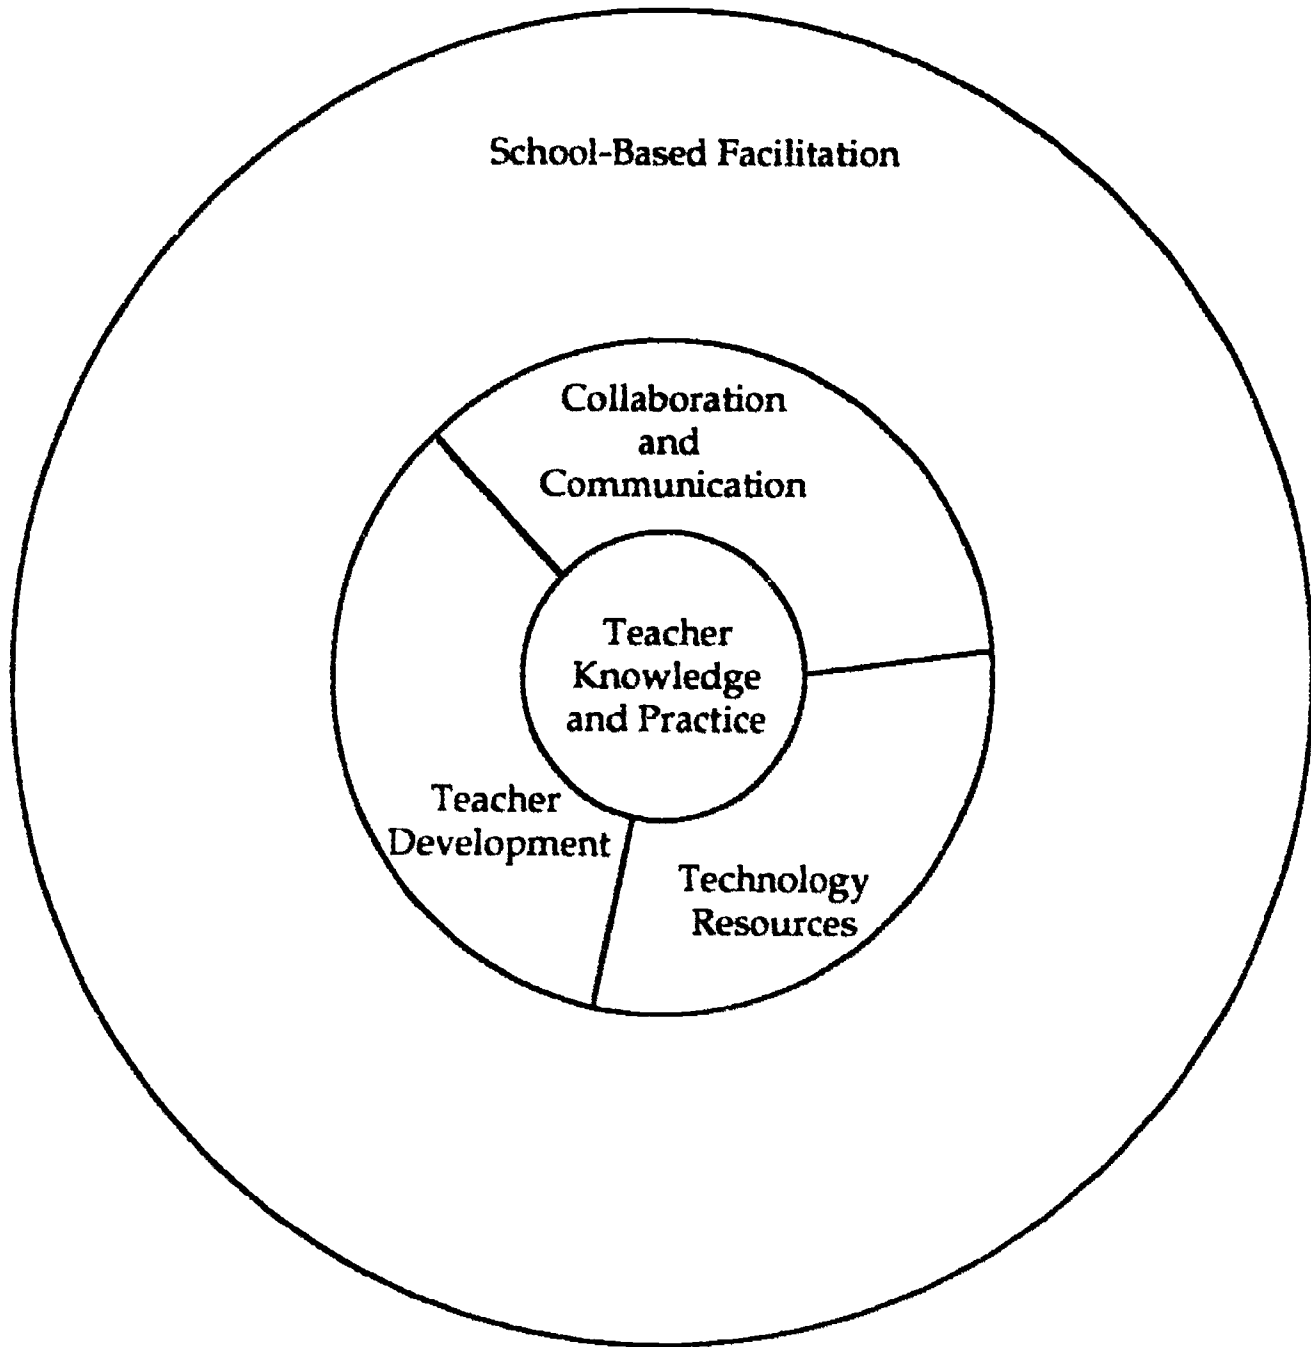 School-Based Facilitation
Collaboration
and
Communication
Teacher
Knowledge
and Practice
Teacher
Development
Technology
Resources